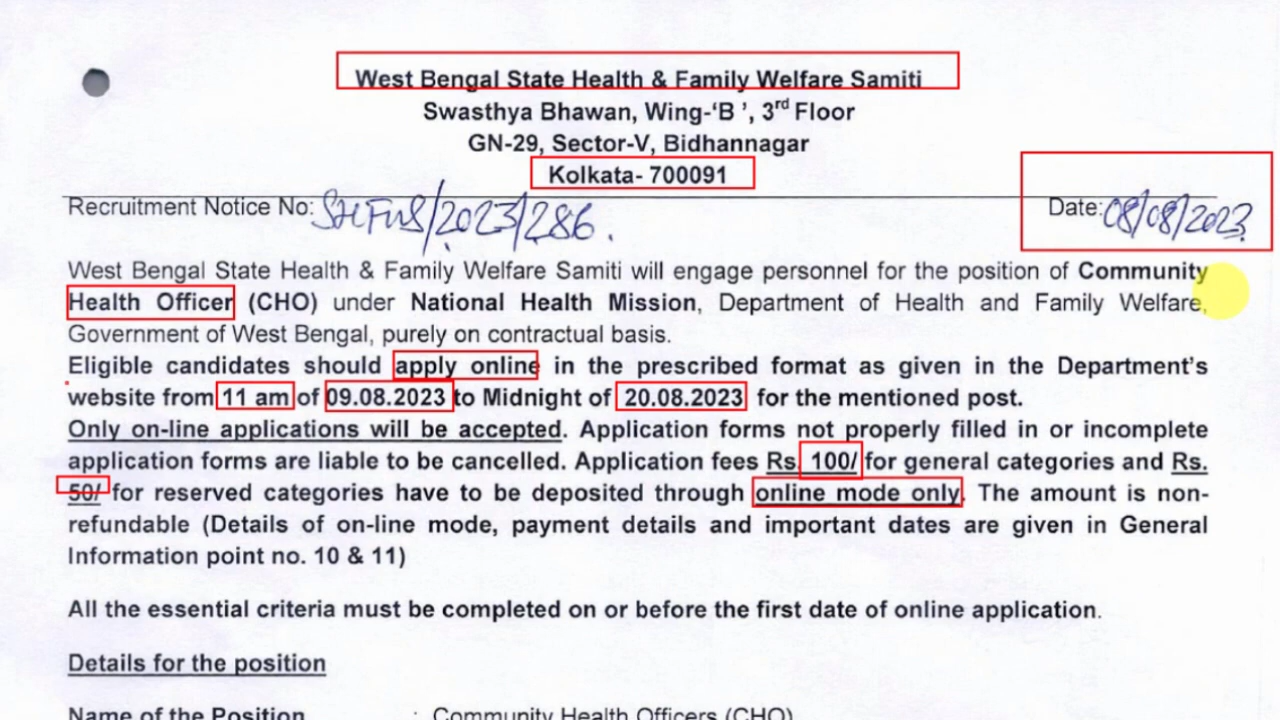 West Bengal State Health & Family Welfare Samiti
Swasthya Bhawan, Wing-‘B ’, 3rd Floor
GN-29, Sector-V, Bidhannagar
Kolkata- 700091
Recruitment Notice No: SHFWS/2023/286. Date: 08/08/2023
West Bengal State Health & Family Welfare Samiti will engage personnel for the position of Community
Health Officer (CHO) under National Health Mission, Department of Health and Family Welfare,
Government of West Bengal, purely on contractual basis.
Eligible candidates should apply online in the prescribed format as given in the Department’s
website from 11 am of 09.08.2023 to Midnight of 20.08.2023 for the mentioned post.
Only on-line applications will be accepted. Application forms not properly filled in or incomplete
application forms are liable to be cancelled. Application fees Rs. 100/ for general categories and Rs.
50/ for reserved categories have to be deposited through online mode only. The amount is non-
refundable (Details of on-line mode, payment details and important dates are given in General
Information point no. 10 & 11)
All the essential criteria must be completed on or before the first date of online application.
Details for the position
Name of the Position : Community Health Officers (CHO)